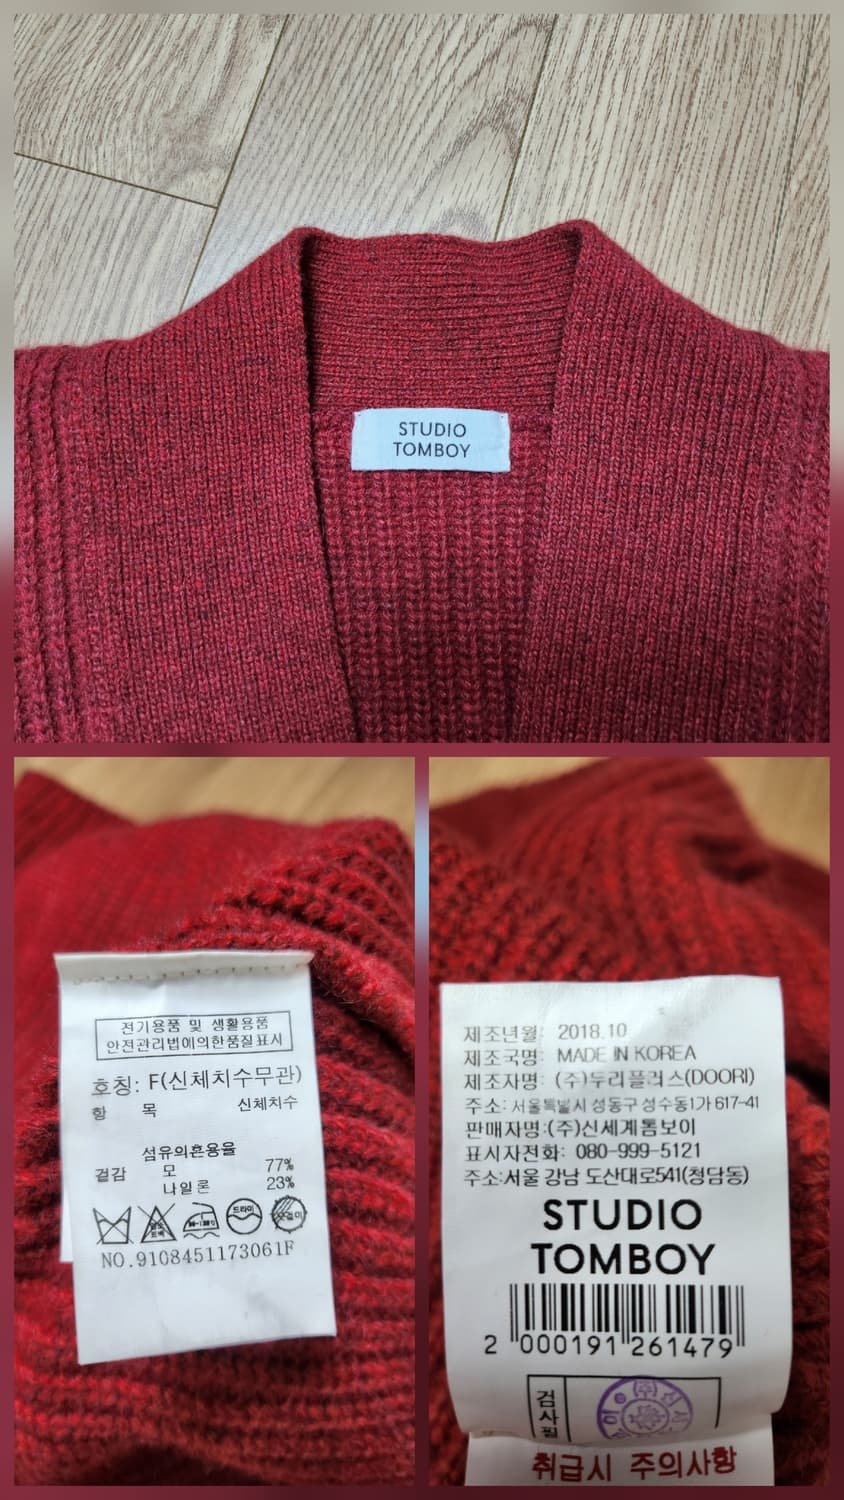 STUDIO
TOMBOY
전기용품 및 생활용품
안전관리법에의한품질표시
호칭: F(신체치수무관)
항 목 신체치수
섬유의혼용율
겉감 모 77%
나일론 23%
드라이
NO.9108451173061F
제조년월: 2018.10
제조국명: MADE IN KOREA
제조자명: (주)두리플러스(DOORI)
주소: 서울특별시 성동구 성수동1가 617-41
판매자명:(주)신세계톰보이
표시자전화: 080-999-5121
주소:서울 강남 도산대로541(청담동)
STUDIO
TOMBOY
2 000191 261479
검사필
취급시 주의사항